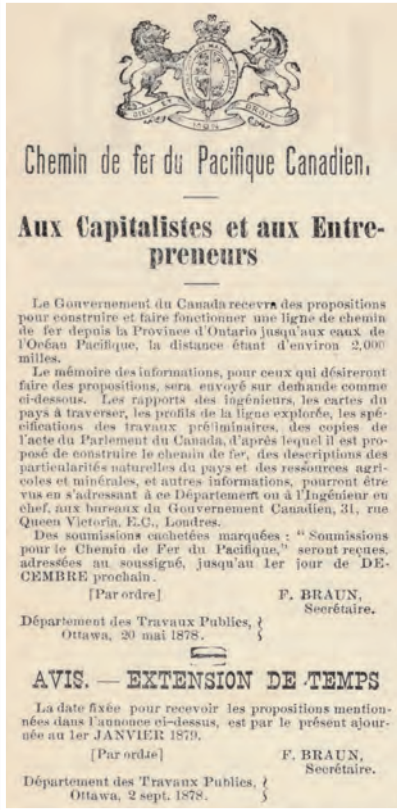 HONI SOIT QUI MAL Y PENSE
DIEU ET MON DROIT
Chemin de fer du Pacifique Canadien.
Aux Capitalistes et aux Entre-
preneurs
Le Gouvernement du Canada recevra des propositions
pour construire et faire fonctionner une ligne de chemin
de fer depuis la Province d'Ontario jusqu'aux eaux de
l'Océan Pacifique, la distance étant d'environ 2,000
milles.
Le mémoire des informations, pour ceux qui désireront
faire des propositions, sera envoyé sur demande comme
ci-dessous. Les rapports des ingénieurs, les cartes du
pays à traverser, les profils de la ligne explorée, les spé-
cifications des travaux préliminaires, des copies de
l'acte du Parlement du Canada, d'après lequel il est pro-
posé de construire le chemin de fer, des descriptions des
particularités naturelles du pays et des ressources agri-
coles et minérales, et autres informations, pourront être
vus en s'adressant à ce Département ou à l'Ingénieur en
chef, aux bureaux du Gouvernement Canadien, 31, rue
Queen Victoria, E.C., Londres.
Des soumissions cachetées marquées : "Soumissions
pour le Chemin de Fer du Pacifique," seront reçues,
adressées au soussigné, jusqu'au 1er jour de DE-
CEMBRE prochain.
[Par ordre] F. BRAUN,
Secrétaire.
Département des Travaux Publics,
Ottawa, 20 mai 1878.
AVIS. — EXTENSION DE TEMPS
La date fixée pour recevoir les propositions mention-
nées dans l'annonce ci-dessus, est par le présent ajour-
née au 1er JANVIER 1879.
[Par ordre] F. BRAUN,
Secrétaire.
Département des Travaux Publics,
Ottawa, 2 sept. 1878.